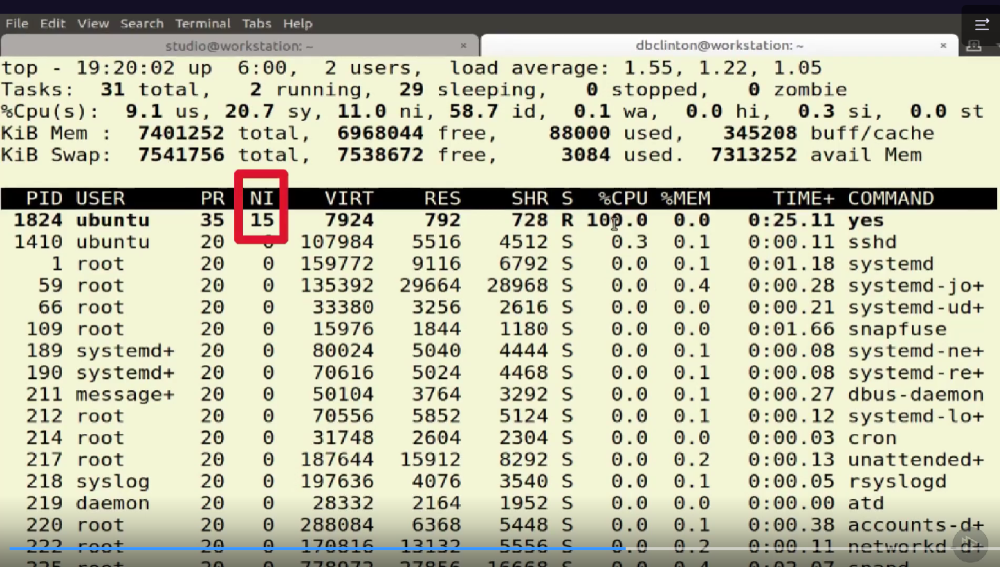 File Edit View Search Terminal Tabs Help
studio@workstation: ~ × dbclinton@workstation: ~ ×
top - 19:20:02 up 6:00, 2 users, load average: 1.55, 1.22, 1.05
Tasks: 31 total, 2 running, 29 sleeping, 0 stopped, 0 zombie
%Cpu(s): 9.1 us, 20.7 sy, 11.0 ni, 58.7 id, 0.1 wa, 0.0 hi, 0.3 si, 0.0 st
KiB Mem : 7401252 total, 6968044 free, 88000 used, 345208 buff/cache
KiB Swap: 7541756 total, 7538672 free, 3084 used. 7313252 avail Mem
PID USER PR NI VIRT RES SHR S %CPU %MEM TIME+ COMMAND
1824 ubuntu 35 15 7924 792 728 R 100.0 0.0 0:25.11 yes
1410 ubuntu 20 0 107984 5516 4512 S 0.3 0.1 0:00.11 sshd
1 root 20 0 159772 9116 6792 S 0.0 0.1 0:01.18 systemd
59 root 20 0 135392 29664 28968 S 0.0 0.4 0:00.28 systemd-jo+
66 root 20 0 33380 3256 2616 S 0.0 0.0 0:00.21 systemd-ud+
109 root 20 0 15976 1844 1180 S 0.0 0.0 0:01.66 snapfuse
189 systemd+ 20 0 80024 5040 4444 S 0.0 0.1 0:00.08 systemd-ne+
190 systemd+ 20 0 70616 5024 4468 S 0.0 0.1 0:00.08 systemd-re+
211 message+ 20 0 50104 3764 3292 S 0.0 0.1 0:00.27 dbus-daemon
212 root 20 0 70556 5852 5124 S 0.0 0.1 0:00.12 systemd-lo+
214 root 20 0 31748 2604 2304 S 0.0 0.0 0:00.03 cron
217 root 20 0 187644 15912 8292 S 0.0 0.2 0:00.13 unattended+
218 syslog 20 0 197636 4076 3540 S 0.0 0.1 0:00.05 rsyslogd
219 daemon 20 0 28332 2164 1952 S 0.0 0.0 0:00.00 atd
220 root 20 0 288084 6368 5448 S 0.0 0.1 0:00.38 accounts-d+
222 root 20 0 170816 13132 5556 S 0.0 0.2 0:00.11 networkd-d+